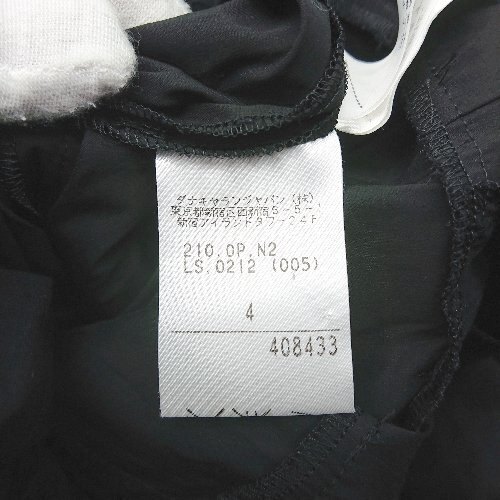 ダナキャランジャパン(株)
東京都新宿区西新宿6-5-1
新宿アイランドタワー24F
210.0P.N2
LS.0212 (005)
4
408433